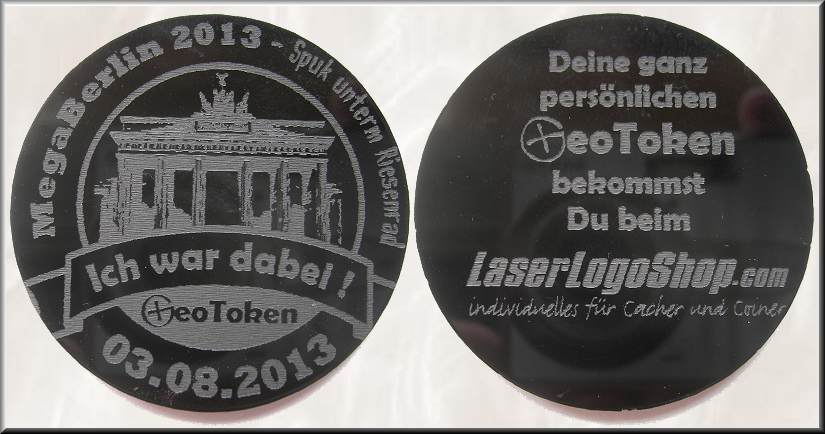 MegaBerlin 2013 - Spuk unterm Riesenrad
Ich war dabei !
GeoToken
03.08.2013
Deine ganz
persönlichen
GeoToken
bekommst
Du beim
LaserLogoShop.com
individuelles für Cacher und Coiner